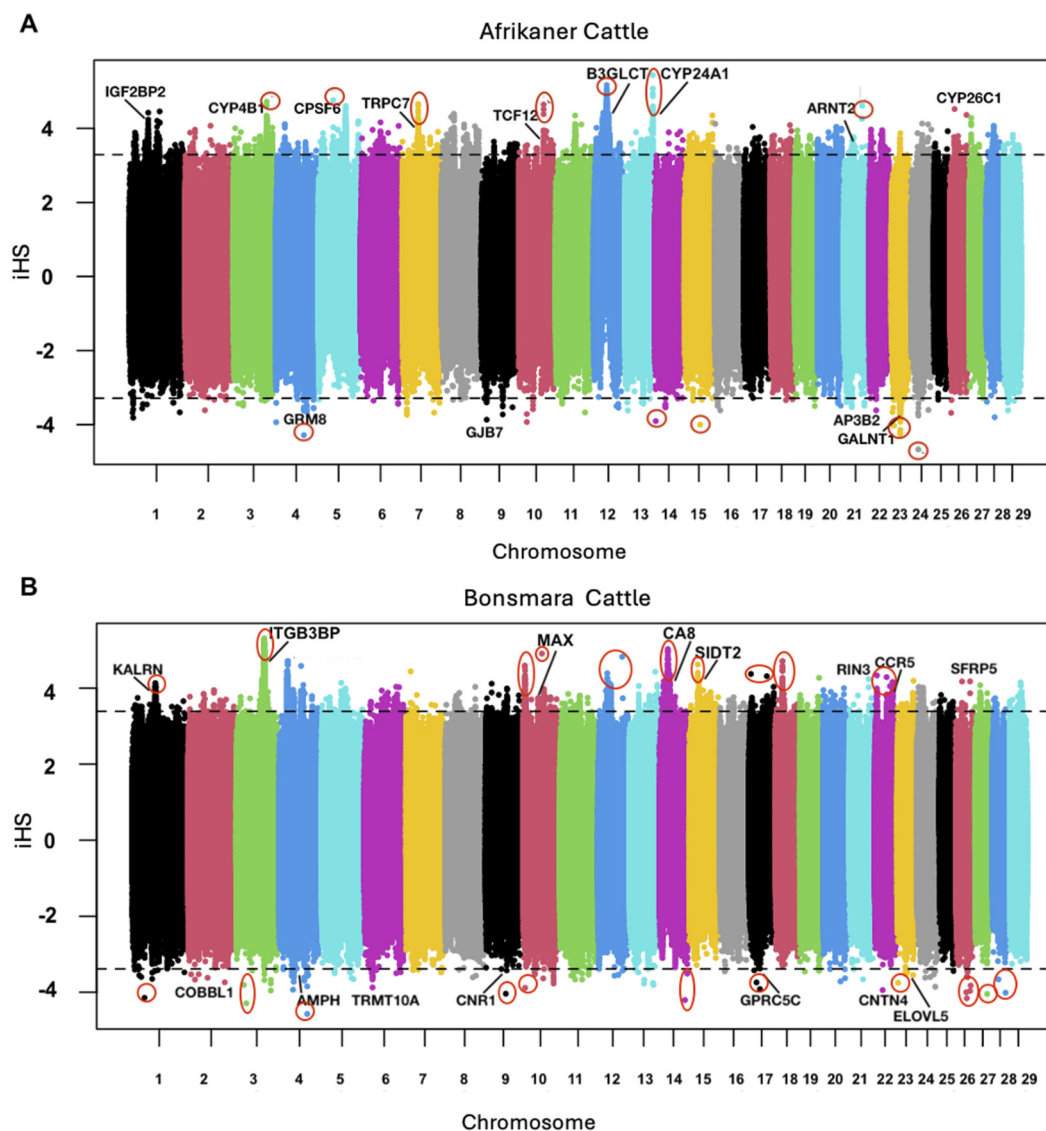 A
Afrikaner Cattle
IGF2BP2
CYP4B1
CPSF6
TRPC7
TCF12
B3GLCT
CYP24A1
ARNT2
CYP26C1
4
2
0
-2
-4
iHS
GRM8
GJB7
AP3B2
GALNT1
1 2 3 4 5 6 7 8 9 10 11 12 13 14 15 16 17 18 19 20 21 22 23 24 25 26 27 28 29
Chromosome
B
Bonsmara Cattle
KALRN
ITGB3BP
MAX
CA8
SIDT2
RIN3
CCR5
SFRP5
4
2
0
-2
-4
iHS
COBBL1
AMPH
TRMT10A
CNR1
GPRC5C
CNTN4
ELOVL5
1 2 3 4 5 6 7 8 9 10 11 12 13 14 15 16 17 18 19 20 21 22 23 24 25 26 27 28 29
Chromosome